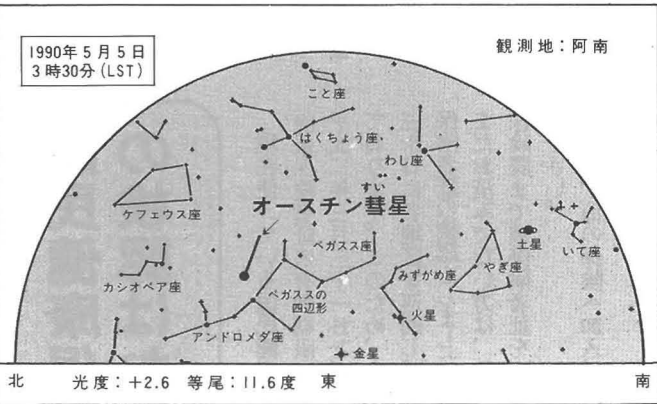 1990年5月5日
3時30分(LST)
観測地:阿南
こと座
はくちょう座
わし座
すい
オースチン彗星
ケフェウス座
ペガスス座
土星
いて座
カシオペア座
みずがめ座
やぎ座
ペガススの
四辺形
火星
アンドロメダ座
金星
北 光度:+2.6 等尾:11.6度 東 南